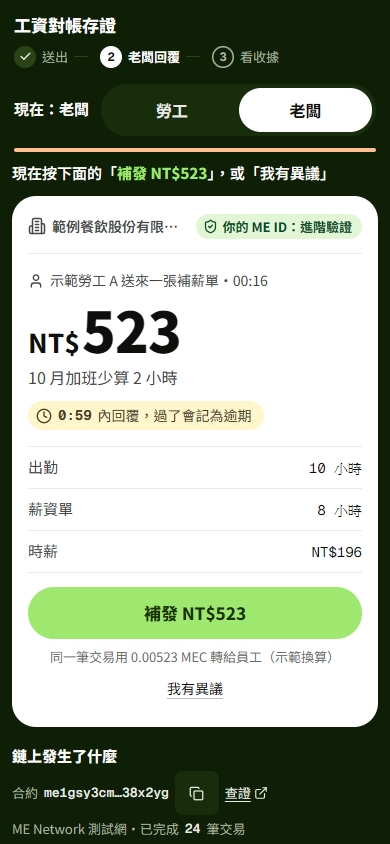 工資對帳存證
送出 2 老闆回覆 3 看收據
現在：老闆 勞工 老闆
現在按下面的「補發 NT$523」，或「我有異議」
範例餐飲股份有限… 你的 ME ID：進階驗證
示範勞工 A 送來一張補薪單・00:16
NT$523
10 月加班少算 2 小時
0:59 內回覆，過了會記為逾期
出勤 10 小時
薪資單 8 小時
時薪 NT$196
補發 NT$523
同一筆交易用 0.00523 MEC 轉給員工（示範換算）
我有異議
鏈上發生了什麼
合約 me1gsy3cm…38x2yg 查證
ME Network 測試網・已完成 24 筆交易